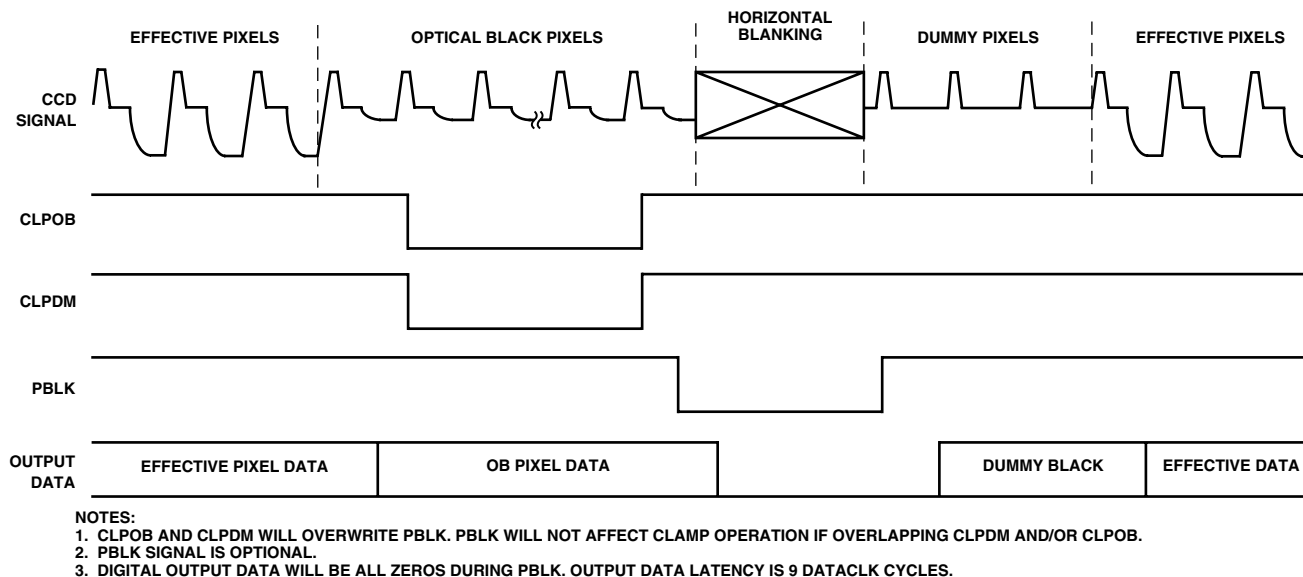 HORIZONTAL
BLANKING
EFFECTIVE PIXELS
OPTICAL BLACK PIXELS
DUMMY PIXELS
EFFECTIVE PIXELS
CCD
SIGNAL
CLPOB
CLPDM
PBLK
OUTPUT
DATA
EFFECTIVE PIXEL DATA
OB PIXEL DATA
DUMMY BLACK
EFFECTIVE DATA
NOTES:
1. CLPOB AND CLPDM WILL OVERWRITE PBLK. PBLK WILL NOT AFFECT CLAMP OPERATION IF OVERLAPPING CLPDM AND/OR CLPOB.
2. PBLK SIGNAL IS OPTIONAL.
3. DIGITAL OUTPUT DATA WILL BE ALL ZEROS DURING PBLK. OUTPUT DATA LATENCY IS 9 DATACLK CYCLES.